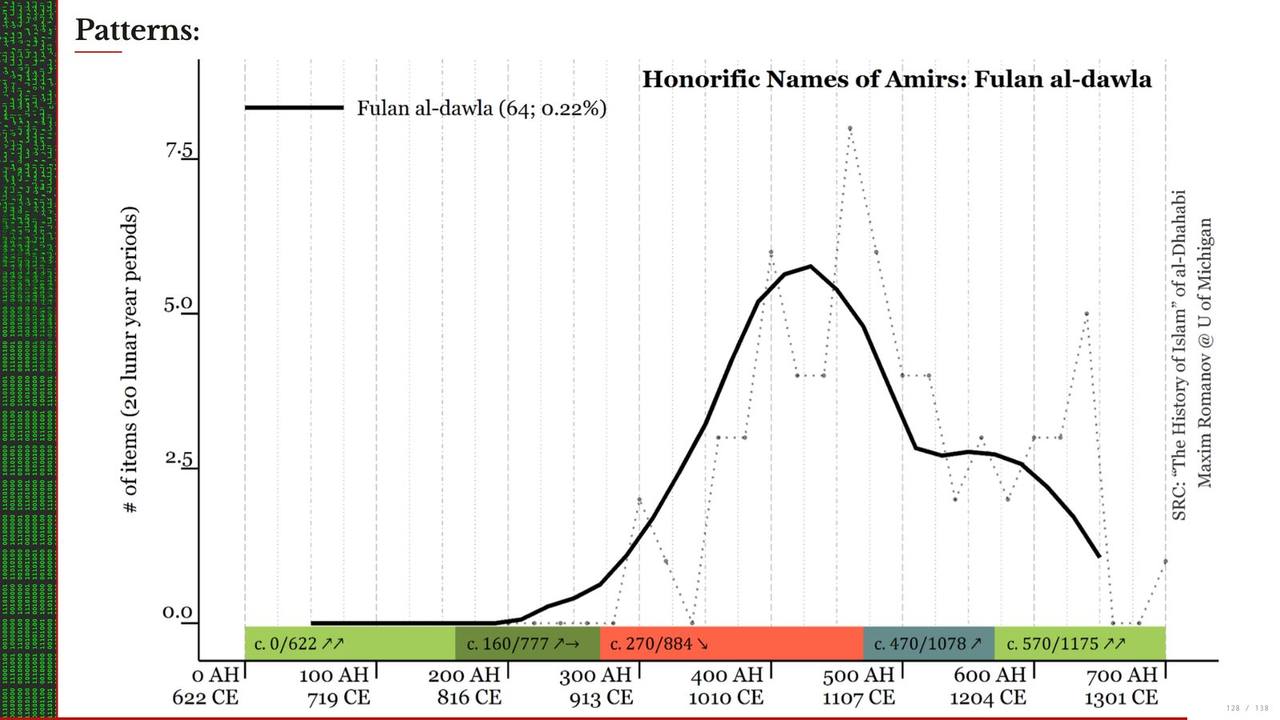 Patterns:
Honorific Names of Amirs: Fulan al-dawla
Fulan al-dawla (64; 0.22%)
# of items (20 lunar year periods)
7.5
5.0
2.5
0.0
c. 0/622 ↗↗
c. 160/777 ↗→
c. 270/884 ↘
c. 470/1078 ↗
c. 570/1175 ↗↗
0 AH
622 CE
100 AH
719 CE
200 AH
816 CE
300 AH
913 CE
400 AH
1010 CE
500 AH
1107 CE
600 AH
1204 CE
700 AH
1301 CE
SRC: “The History of Islam” of al-Dhahabi
Maxim Romanov @ U of Michigan
128 / 138